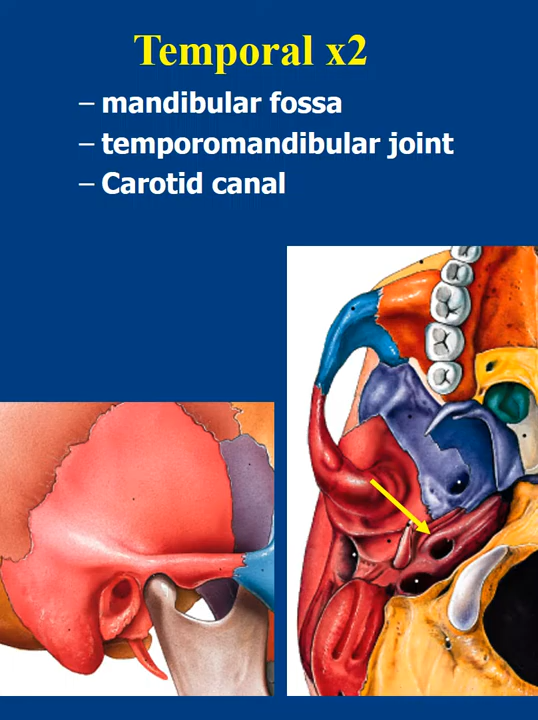 Temporal x2
– mandibular fossa
– temporomandibular joint
– Carotid canal